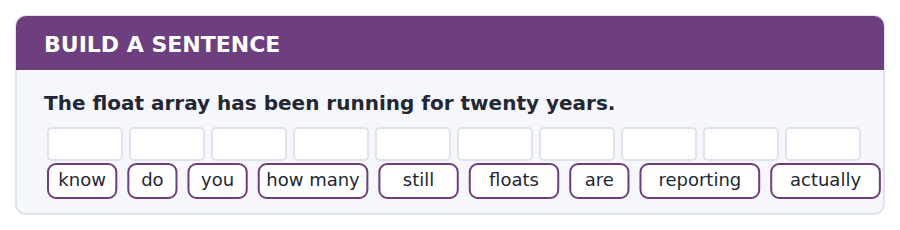 BUILD A SENTENCE
The float array has been running for twenty years.
know do you how many still floats are reporting actually